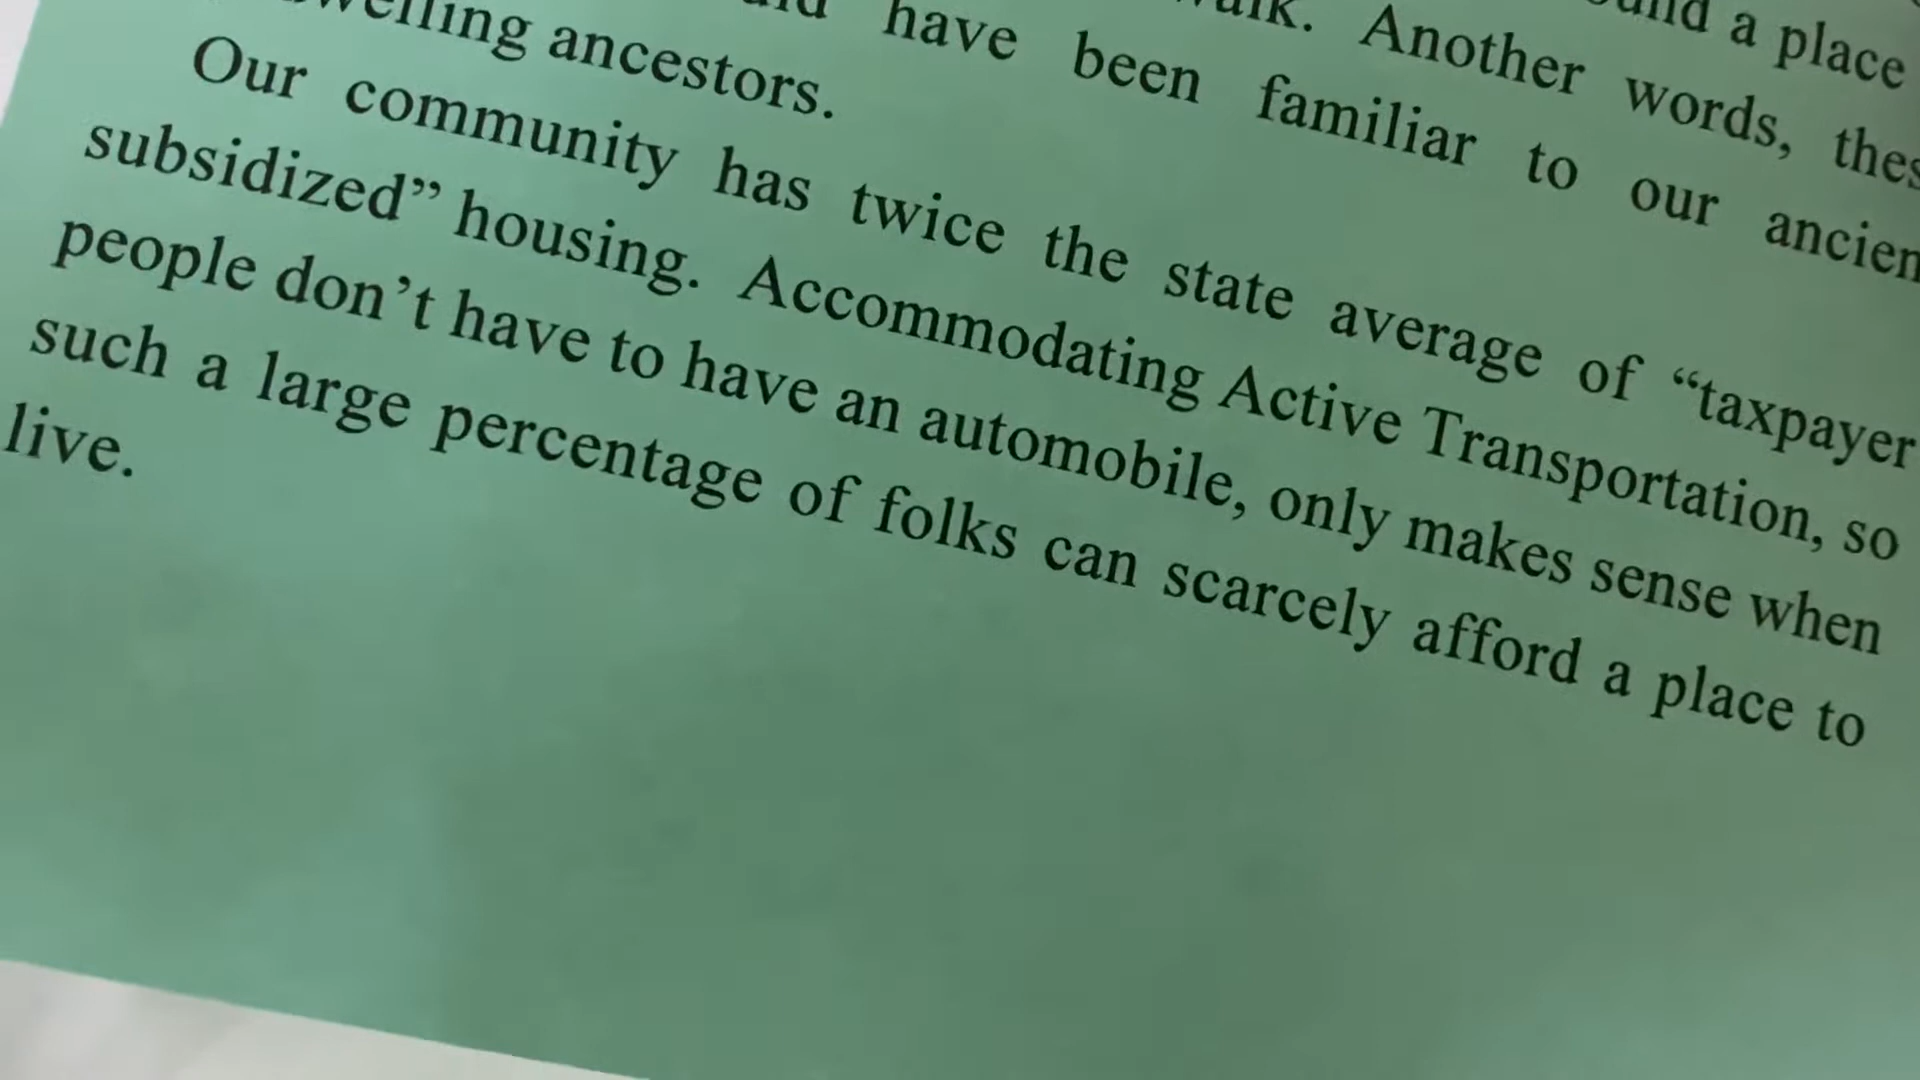 a place
Another words,
have been familiar to our
ancestors.
Our community has twice the state average of “taxpayer
subsidized” housing. Accommodating Active Transportation, so
people don’t have to have an automobile, only makes sense when
such a large percentage of folks can scarcely afford a place to
live.